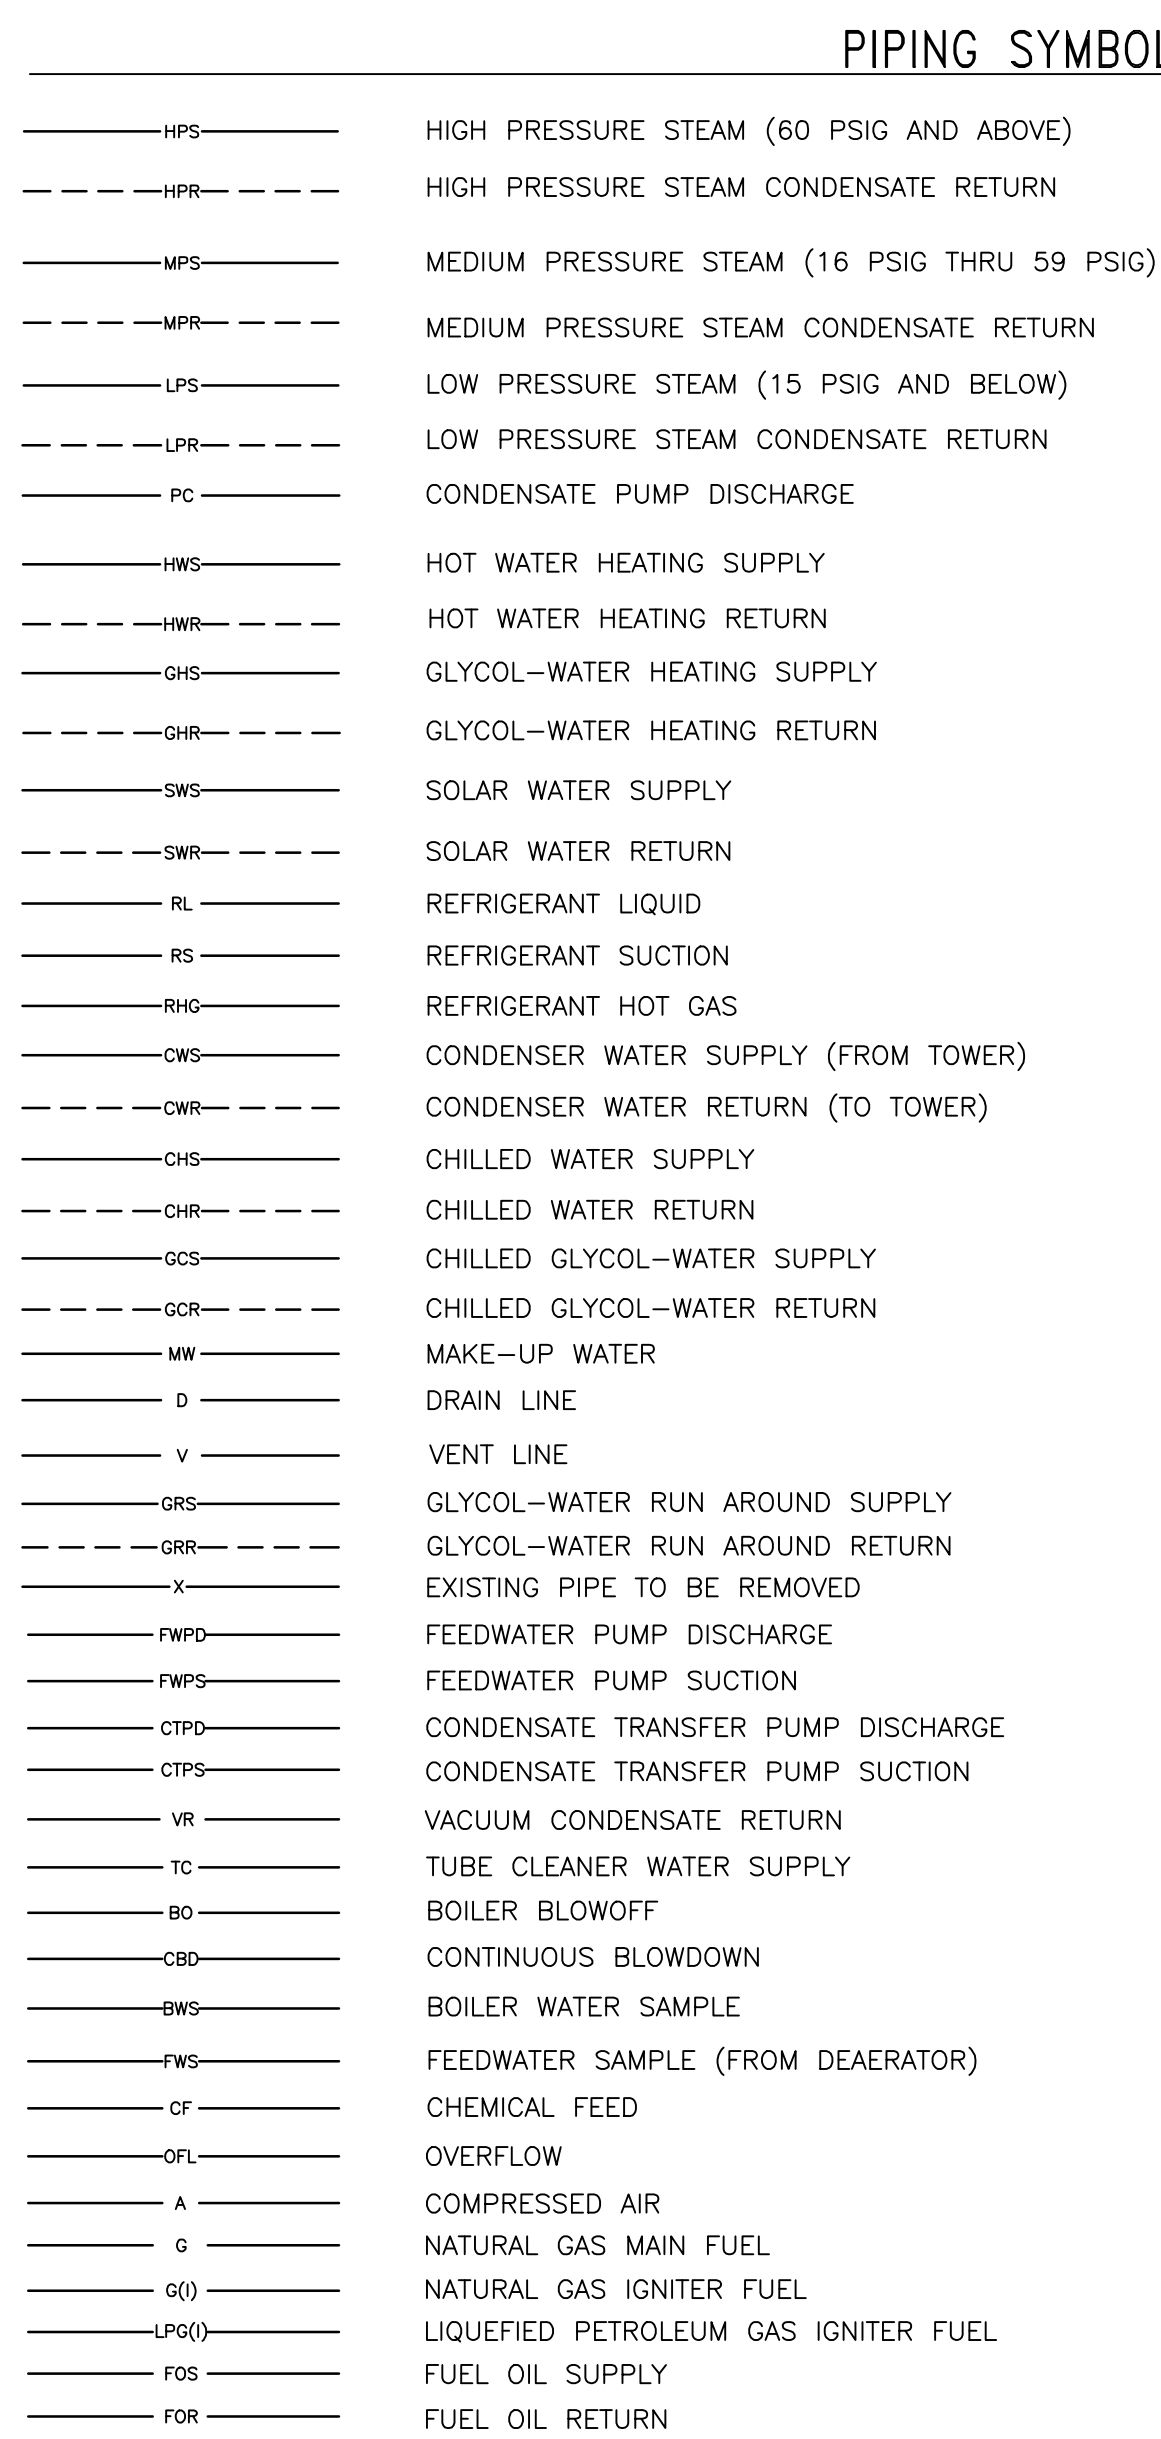 PIPING SYMBOL
HPS HIGH PRESSURE STEAM (60 PSIG AND ABOVE)
HPR HIGH PRESSURE STEAM CONDENSATE RETURN
MPS MEDIUM PRESSURE STEAM (16 PSIG THRU 59 PSIG)
MPR MEDIUM PRESSURE STEAM CONDENSATE RETURN
LPS LOW PRESSURE STEAM (15 PSIG AND BELOW)
LPR LOW PRESSURE STEAM CONDENSATE RETURN
PC CONDENSATE PUMP DISCHARGE
HWS HOT WATER HEATING SUPPLY
HWR HOT WATER HEATING RETURN
GHS GLYCOL-WATER HEATING SUPPLY
GHR GLYCOL-WATER HEATING RETURN
SWS SOLAR WATER SUPPLY
SWR SOLAR WATER RETURN
RL REFRIGERANT LIQUID
RS REFRIGERANT SUCTION
RHG REFRIGERANT HOT GAS
CWS CONDENSER WATER SUPPLY (FROM TOWER)
CWR CONDENSER WATER RETURN (TO TOWER)
CHS CHILLED WATER SUPPLY
CHR CHILLED WATER RETURN
GCS CHILLED GLYCOL-WATER SUPPLY
GCR CHILLED GLYCOL-WATER RETURN
MW MAKE-UP WATER
D DRAIN LINE
V VENT LINE
GRS GLYCOL-WATER RUN AROUND SUPPLY
GRR GLYCOL-WATER RUN AROUND RETURN
X EXISTING PIPE TO BE REMOVED
FWPD FEEDWATER PUMP DISCHARGE
FWPS FEEDWATER PUMP SUCTION
CTPD CONDENSATE TRANSFER PUMP DISCHARGE
CTPS CONDENSATE TRANSFER PUMP SUCTION
VR VACUUM CONDENSATE RETURN
TC TUBE CLEANER WATER SUPPLY
BO BOILER BLOWOFF
CBD CONTINUOUS BLOWDOWN
BWS BOILER WATER SAMPLE
FWS FEEDWATER SAMPLE (FROM DEAERATOR)
CF CHEMICAL FEED
OFL OVERFLOW
A COMPRESSED AIR
G NATURAL GAS MAIN FUEL
G(I) NATURAL GAS IGNITER FUEL
LPG(I) LIQUEFIED PETROLEUM GAS IGNITER FUEL
FOS FUEL OIL SUPPLY
FOR FUEL OIL RETURN